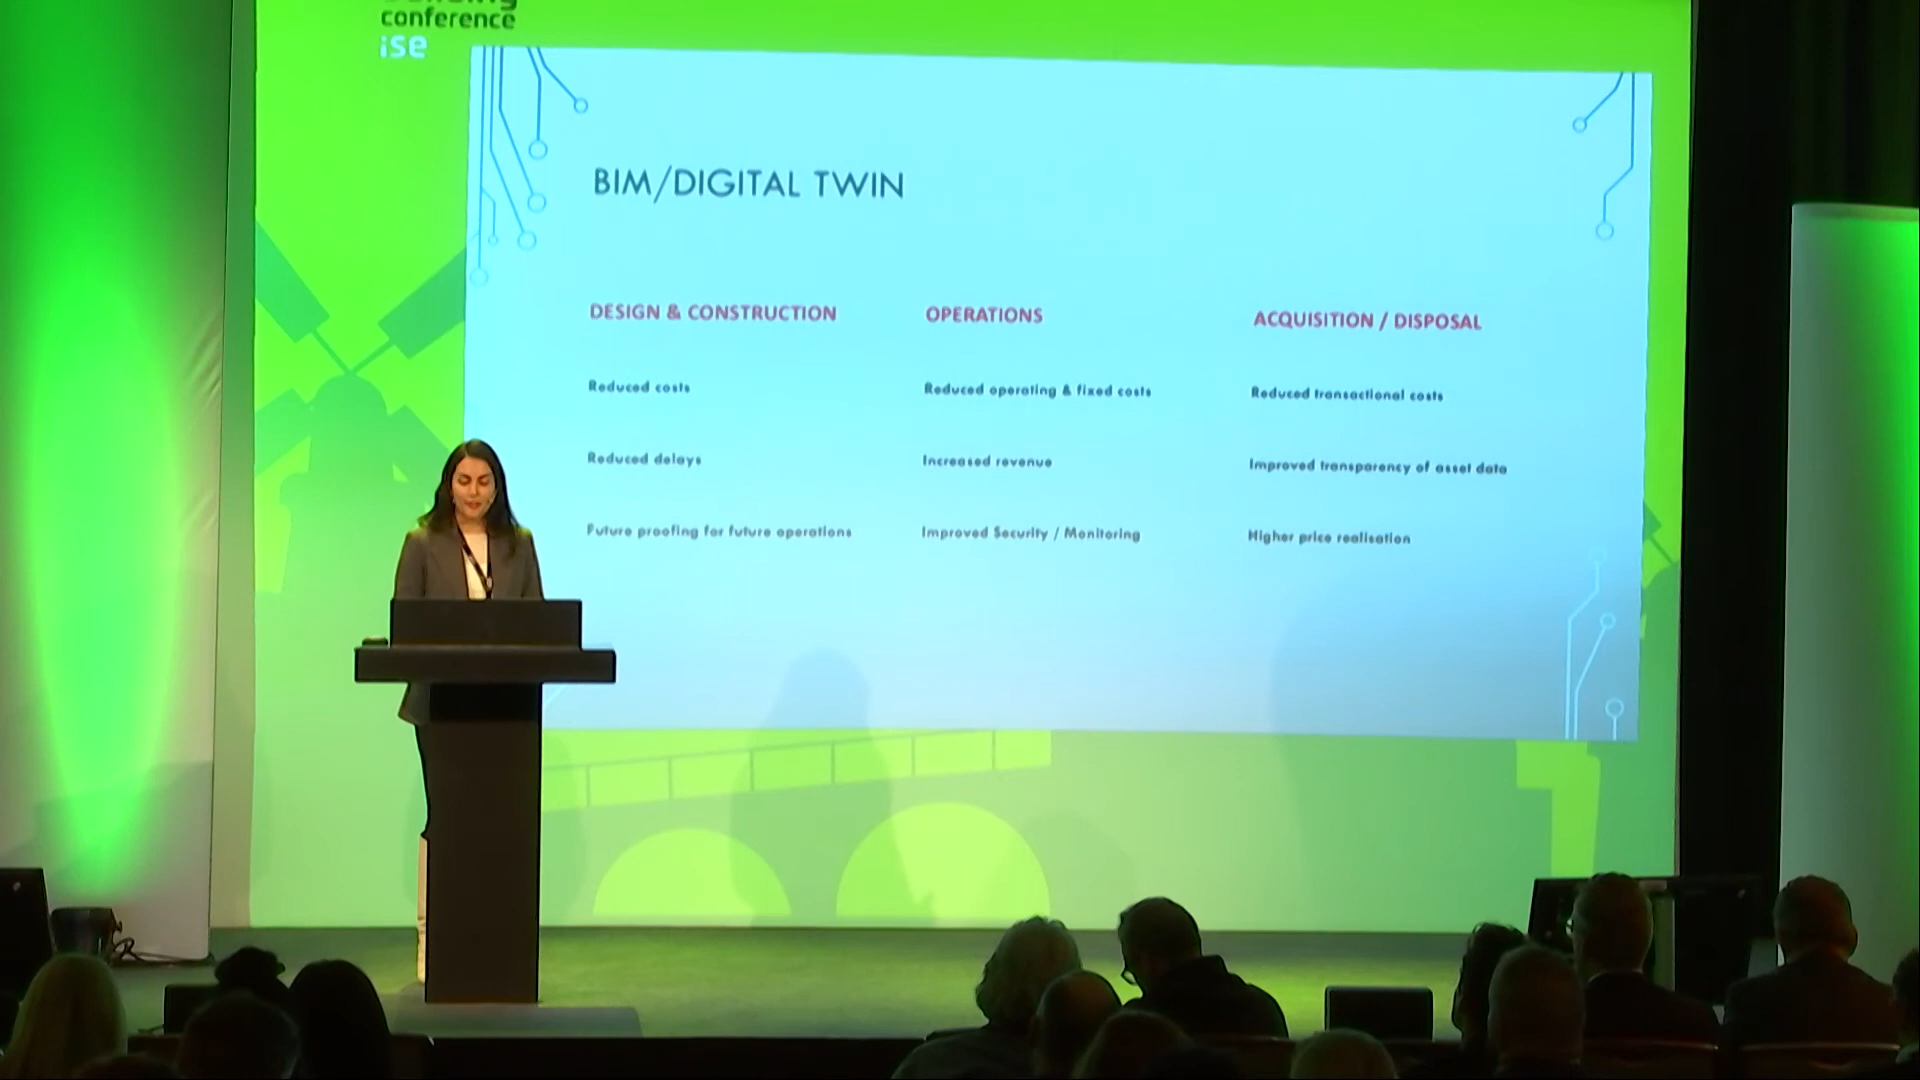 conference
ise
BIM/DIGITAL TWIN
DESIGN & CONSTRUCTION
Reduced costs
Reduced delays
Future proofing for future operations
OPERATIONS
Reduced operating & fixed costs
Increased revenue
Improved Security / Monitoring
ACQUISITION / DISPOSAL
Reduced transactional costs
Improved transparency of asset data
Higher price realisation